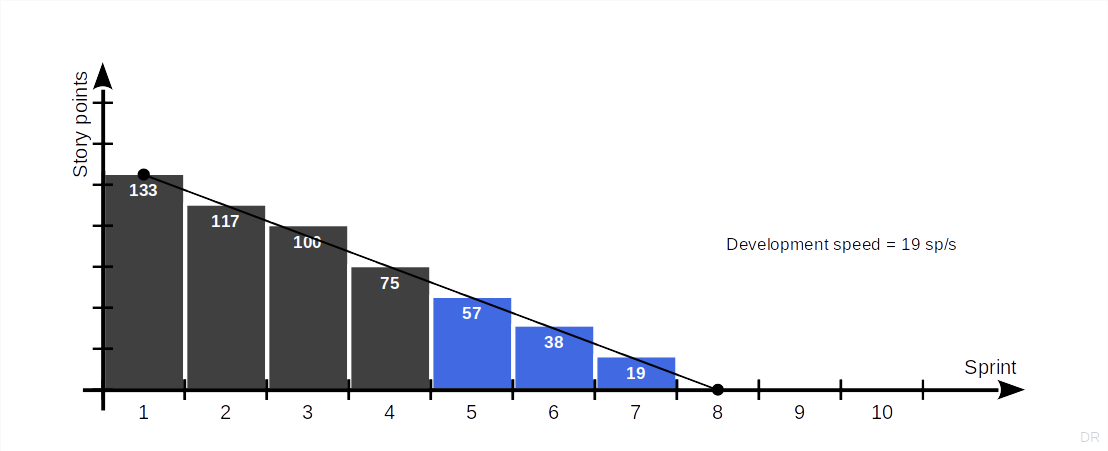 Story points
133
117
100
75
57
38
19
Development speed = 19 sp/s
Sprint
1 2 3 4 5 6 7 8 9 10
DR